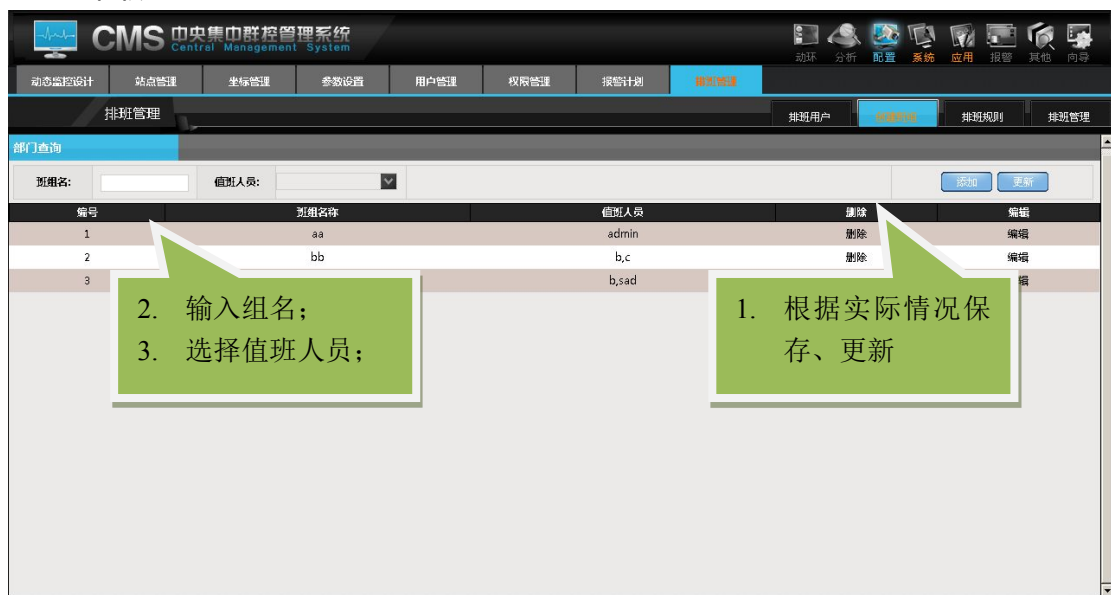 CMS 中央集中群控管理系统
Central Management System
动环 分析 配置 系统 应用 报警 其他 向导
动态监控设计 站点管理 坐标管理 参数设置 用户管理 权限管理 报警计划 排班管理
排班管理 排班用户 排班规则 排班管理
部门查询
班组名: 值班人员: 添加 更新
编号 班组名称 值班人员 删除 编辑
1 aa admin 删除 编辑
2 bb b,c 删除 编辑
3 b,sad 辑
2. 输入组名；
3. 选择值班人员；
1. 根据实际情况保
存、更新